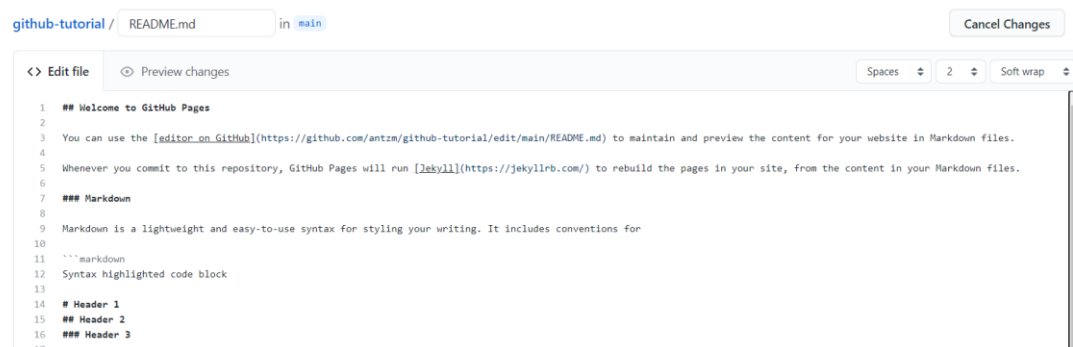 github-tutorial / README.md in main Cancel Changes
<> Edit file Preview changes Spaces 2 Soft wrap
1 ## Welcome to GitHub Pages
2
3 You can use the [editor on GitHub](https://github.com/antzm/github-tutorial/edit/main/README.md) to maintain and preview the content for your website in Markdown files.
4
5 Whenever you commit to this repository, GitHub Pages will run [Jekyll](https://jekyllrb.com/) to rebuild the pages in your site, from the content in your Markdown files.
6
7 ### Markdown
8
9 Markdown is a lightweight and easy-to-use syntax for styling your writing. It includes conventions for
10
11 ```markdown
12 Syntax highlighted code block
13
14 # Header 1
15 ## Header 2
16 ### Header 3